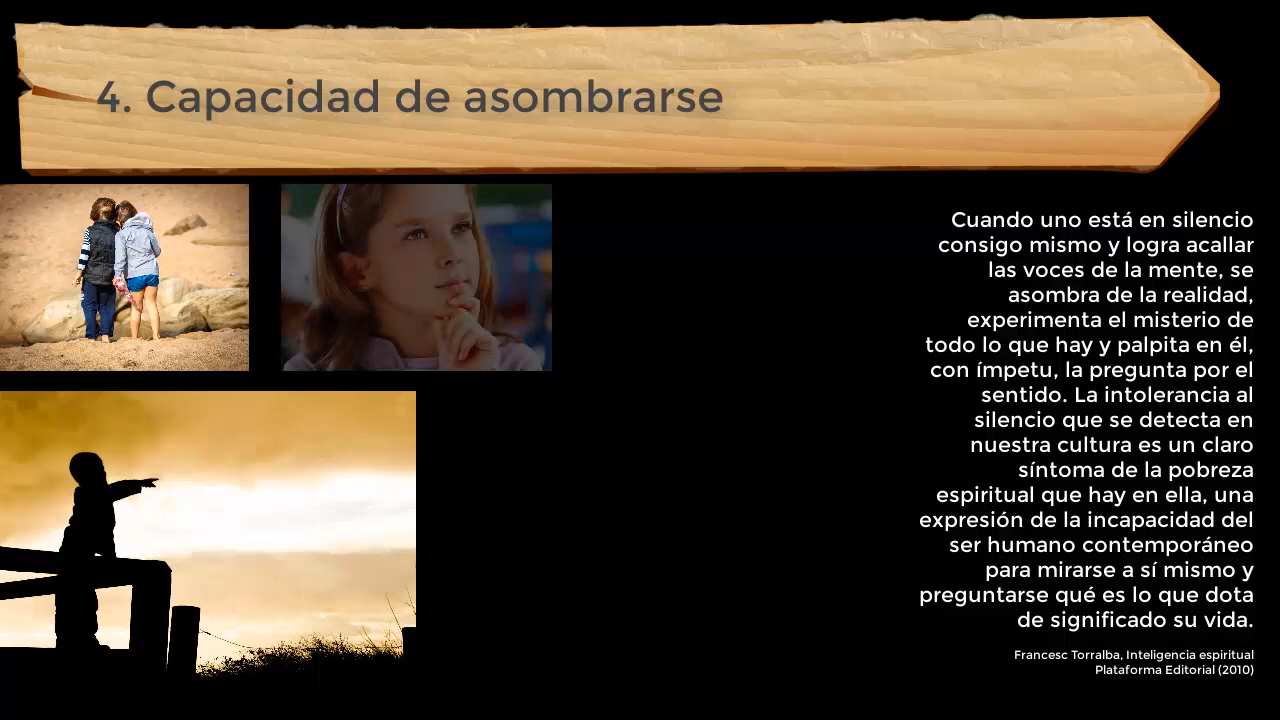 4. Capacidad de asombrarse
Cuando uno está en silencio
consigo mismo y logra acallar
las voces de la mente, se
asombra de la realidad,
experimenta el misterio de
todo lo que hay y palpita en él,
con ímpetu, la pregunta por el
sentido. La intolerancia al
silencio que se detecta en
nuestra cultura es un claro
síntoma de la pobreza
espiritual que hay en ella, una
expresión de la incapacidad del
ser humano contemporáneo
para mirarse a sí mismo y
preguntarse qué es lo que dota
de significado su vida.
Francesc Torralba, Inteligencia espiritual
Plataforma Editorial (2010)